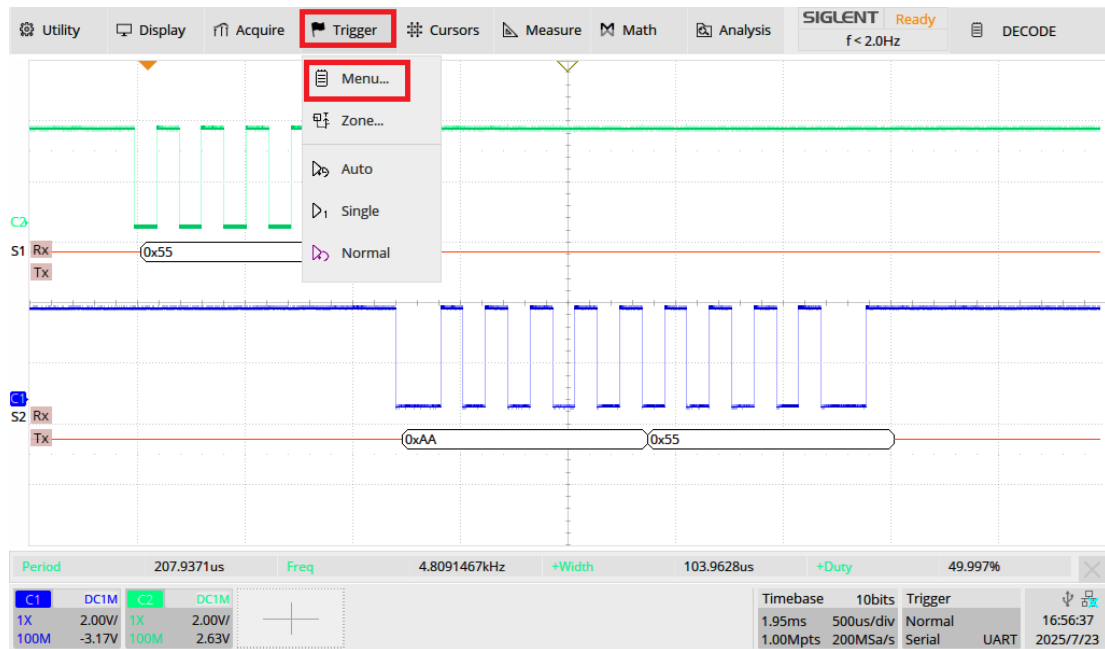 Utility Display Acquire Trigger Cursors Measure Math Analysis SIGLENT Ready DECODE
f < 2.0Hz
Menu...
Zone...
Auto
Single
Normal
C2
S1 Rx 0x55
Tx
C1
S2 Rx
Tx 0xAA 0x55
Period 207.9371us Freq 4.8091467kHz +Width 103.9628us +Duty 49.997%
C1 DC1M C2 DC1M Timebase 10bits Trigger
1X 2.00V/ 1X 2.00V/ 1.95ms 500us/div Normal 16:56:37
100M -3.17V 100M 2.63V 1.00Mpts 200MSa/s Serial UART 2025/7/23